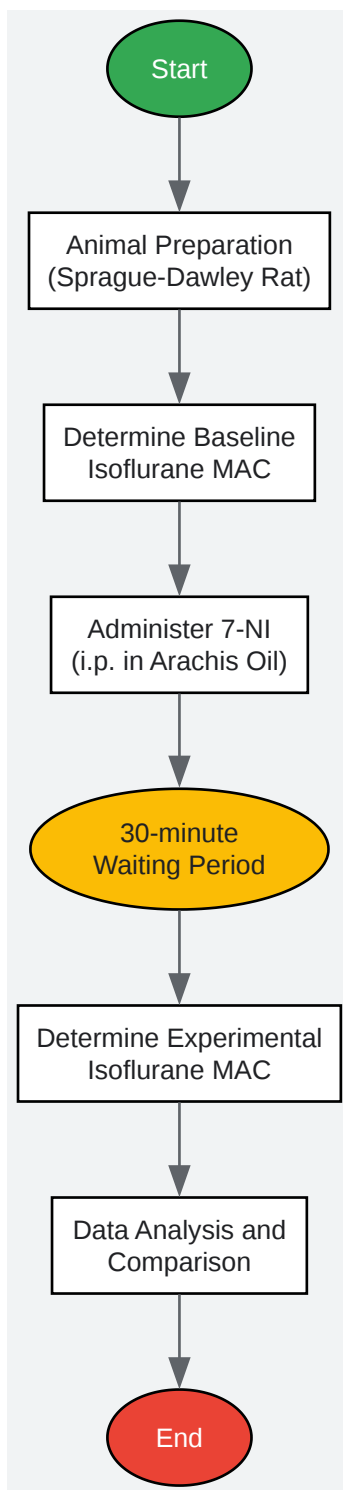 Start
Animal Preparation
(Sprague-Dawley Rat)
Determine Baseline
Isoflurane MAC
Administer 7-NI
(i.p. in Arachis Oil)
30-minute
Waiting Period
Determine Experimental
Isoflurane MAC
Data Analysis and
Comparison
End